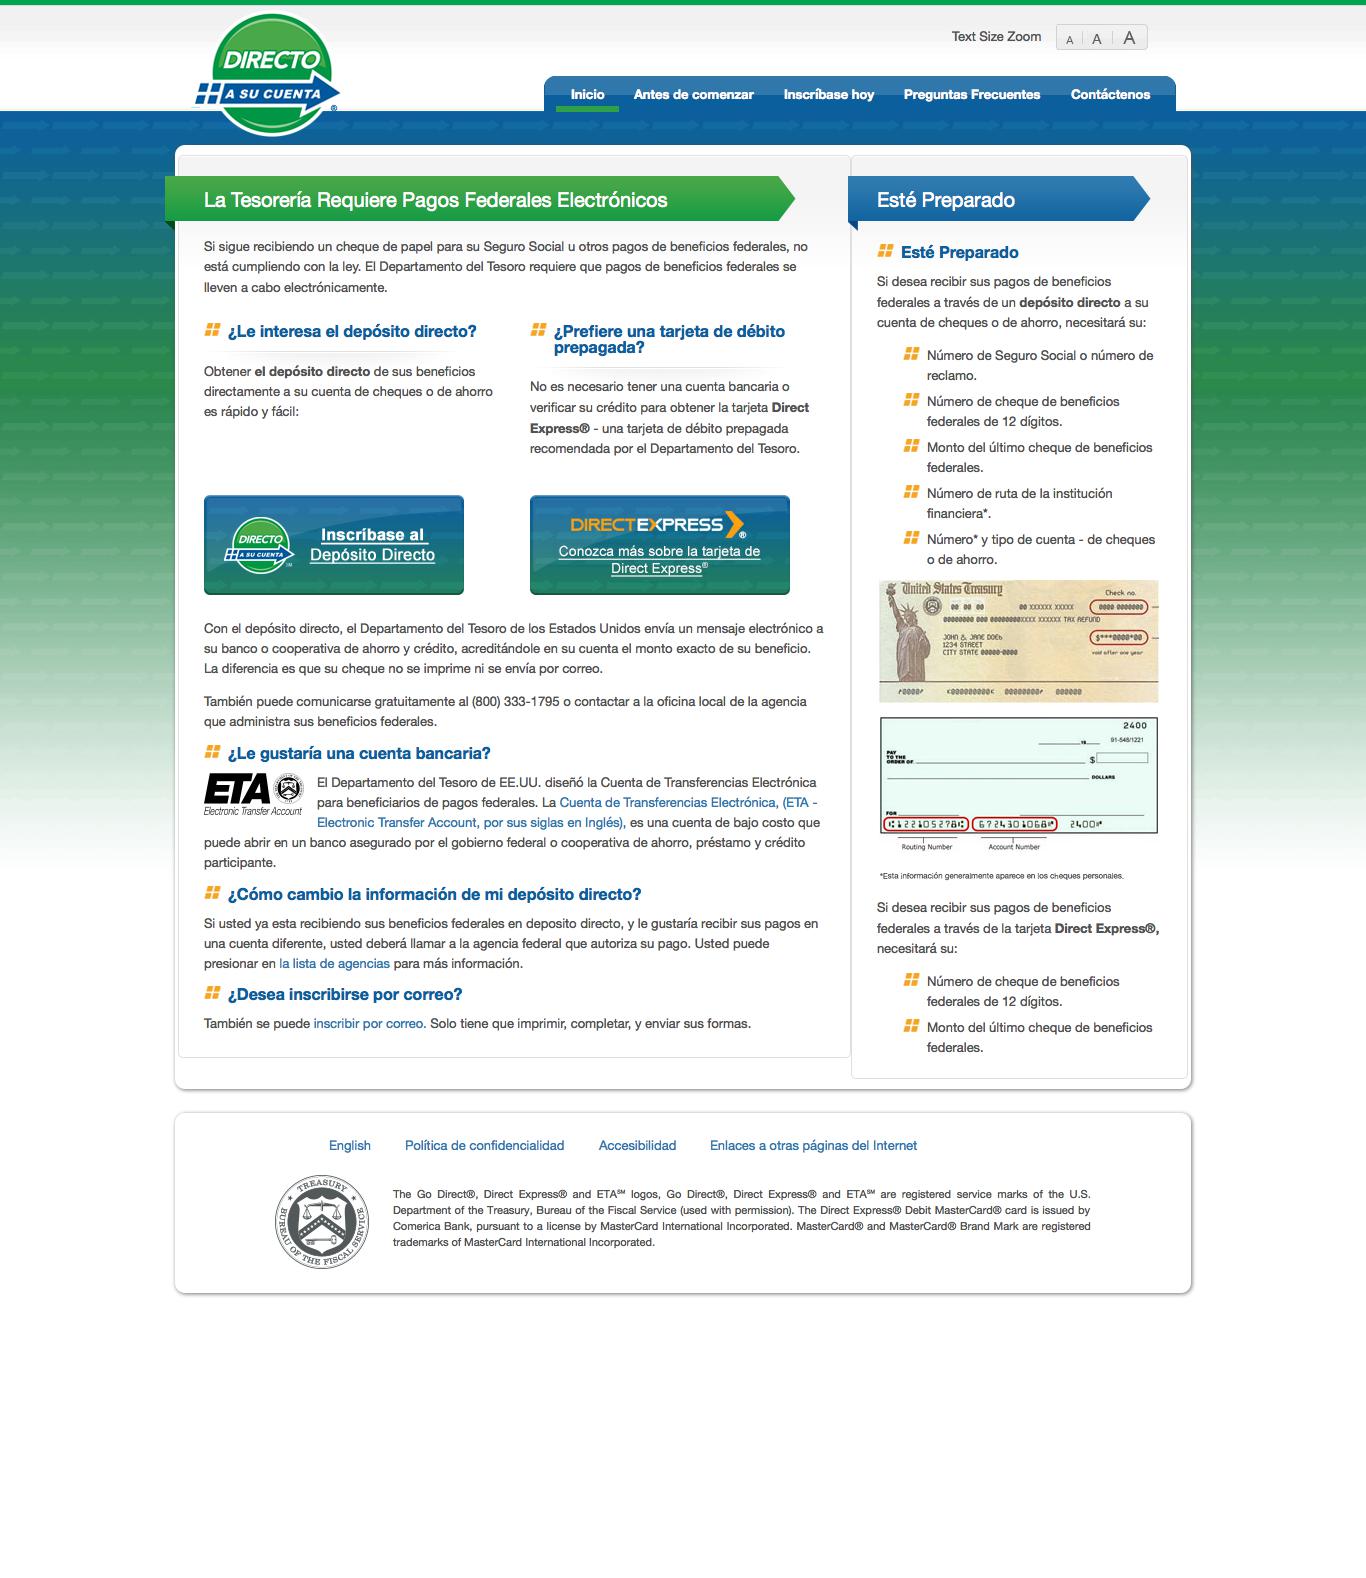 DIRECTO
A SU CUENTA
®
Text Size Zoom
A A A
Inicio
Antes de comenzar
Inscríbase hoy
Preguntas Frecuentes
Contáctenos
La Tesorería Requiere Pagos Federales Electrónicos
Si sigue recibiendo un cheque de papel para su Seguro Social u otros pagos de beneficios federales, no
está cumpliendo con la ley. El Departamento del Tesoro requiere que pagos de beneficios federales se
lleven a cabo electrónicamente.
¿Le interesa el depósito directo?
Obtener el depósito directo de sus beneficios
directamente a su cuenta de cheques o de ahorro
es rápido y fácil:
¿Prefiere una tarjeta de débito
prepagada?
No es necesario tener una cuenta bancaria o
verificar su crédito para obtener la tarjeta Direct
Express® - una tarjeta de débito prepagada
recomendada por el Departamento del Tesoro.
DIRECTO
A SU CUENTA
SM
Inscríbase al
Depósito Directo
DIRECTEXPRESS®
Conozca más sobre la tarjeta de
Direct Express®
Con el depósito directo, el Departamento del Tesoro de los Estados Unidos envía un mensaje electrónico a
su banco o cooperativa de ahorro y crédito, acreditándole en su cuenta el monto exacto de su beneficio.
La diferencia es que su cheque no se imprime ni se envía por correo.
También puede comunicarse gratuitamente al (800) 333-1795 o contactar a la oficina local de la agencia
que administra sus beneficios federales.
¿Le gustaría una cuenta bancaria?
ETA
Electronic Transfer Account
El Departamento del Tesoro de EE.UU. diseñó la Cuenta de Transferencias Electrónica
para beneficiarios de pagos federales. La Cuenta de Transferencias Electrónica, (ETA -
Electronic Transfer Account, por sus siglas en Inglés), es una cuenta de bajo costo que
puede abrir en un banco asegurado por el gobierno federal o cooperativa de ahorro, préstamo y crédito
participante.
¿Cómo cambio la información de mi depósito directo?
Si usted ya esta recibiendo sus beneficios federales en deposito directo, y le gustaría recibir sus pagos en
una cuenta diferente, usted deberá llamar a la agencia federal que autoriza su pago. Usted puede
presionar en la lista de agencias para más información.
¿Desea inscribirse por correo?
También se puede inscribir por correo. Solo tiene que imprimir, completar, y enviar sus formas.
Esté Preparado
Esté Preparado
Si desea recibir sus pagos de beneficios
federales a través de un depósito directo a su
cuenta de cheques o de ahorro, necesitará su:
Número de Seguro Social o número de
reclamo.
Número de cheque de beneficios
federales de 12 dígitos.
Monto del último cheque de beneficios
federales.
Número de ruta de la institución
financiera*.
Número* y tipo de cuenta - de cheques
o de ahorro.
United States Treasury
Check no.
00 00 00
00 XXXXXX XXXXX
0000 0000000
00000000 000 00000000XXXX XXXXXX TAX REFUND
JOHN & JANE DOE
$***0000*00
1234 STREET
CITY STATE 00000-0000
void after one year
2400
91-548/1221
19
PAY
TO THE
ORDER OF
$
DOLLARS
FOR
122105278
6724301068
2400
Routing Number
Account Number
*Esta información generalmente aparece en los cheques personales.
Si desea recibir sus pagos de beneficios
federales a través de la tarjeta Direct Express®,
necesitará su:
Número de cheque de beneficios
federales de 12 dígitos.
Monto del último cheque de beneficios
federales.
English
Política de confidencialidad
Accesibilidad
Enlaces a otras páginas del Internet
TREASURY
BUREAU OF THE FISCAL SERVICE
The Go Direct®, Direct Express® and ETA℠ logos, Go Direct®, Direct Express® and ETA℠ are registered service marks of the U.S.
Department of the Treasury, Bureau of the Fiscal Service (used with permission). The Direct Express® Debit MasterCard® card is issued by
Comerica Bank, pursuant to a license by MasterCard International Incorporated. MasterCard® and MasterCard® Brand Mark are registered
trademarks of MasterCard International Incorporated.